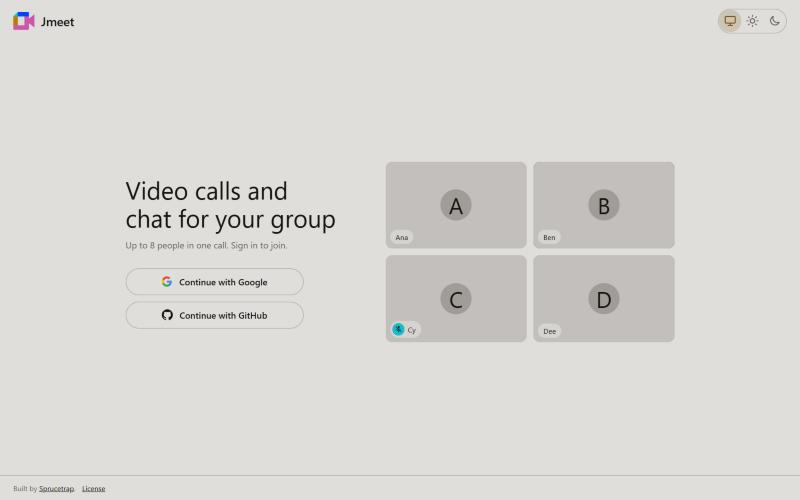 Jmeet
Video calls and
chat for your group
Up to 8 people in one call. Sign in to join.
Continue with Google
Continue with GitHub
A
Ana
B
Ben
C
Cy
D
Dee
Built by Sprucetrap. License